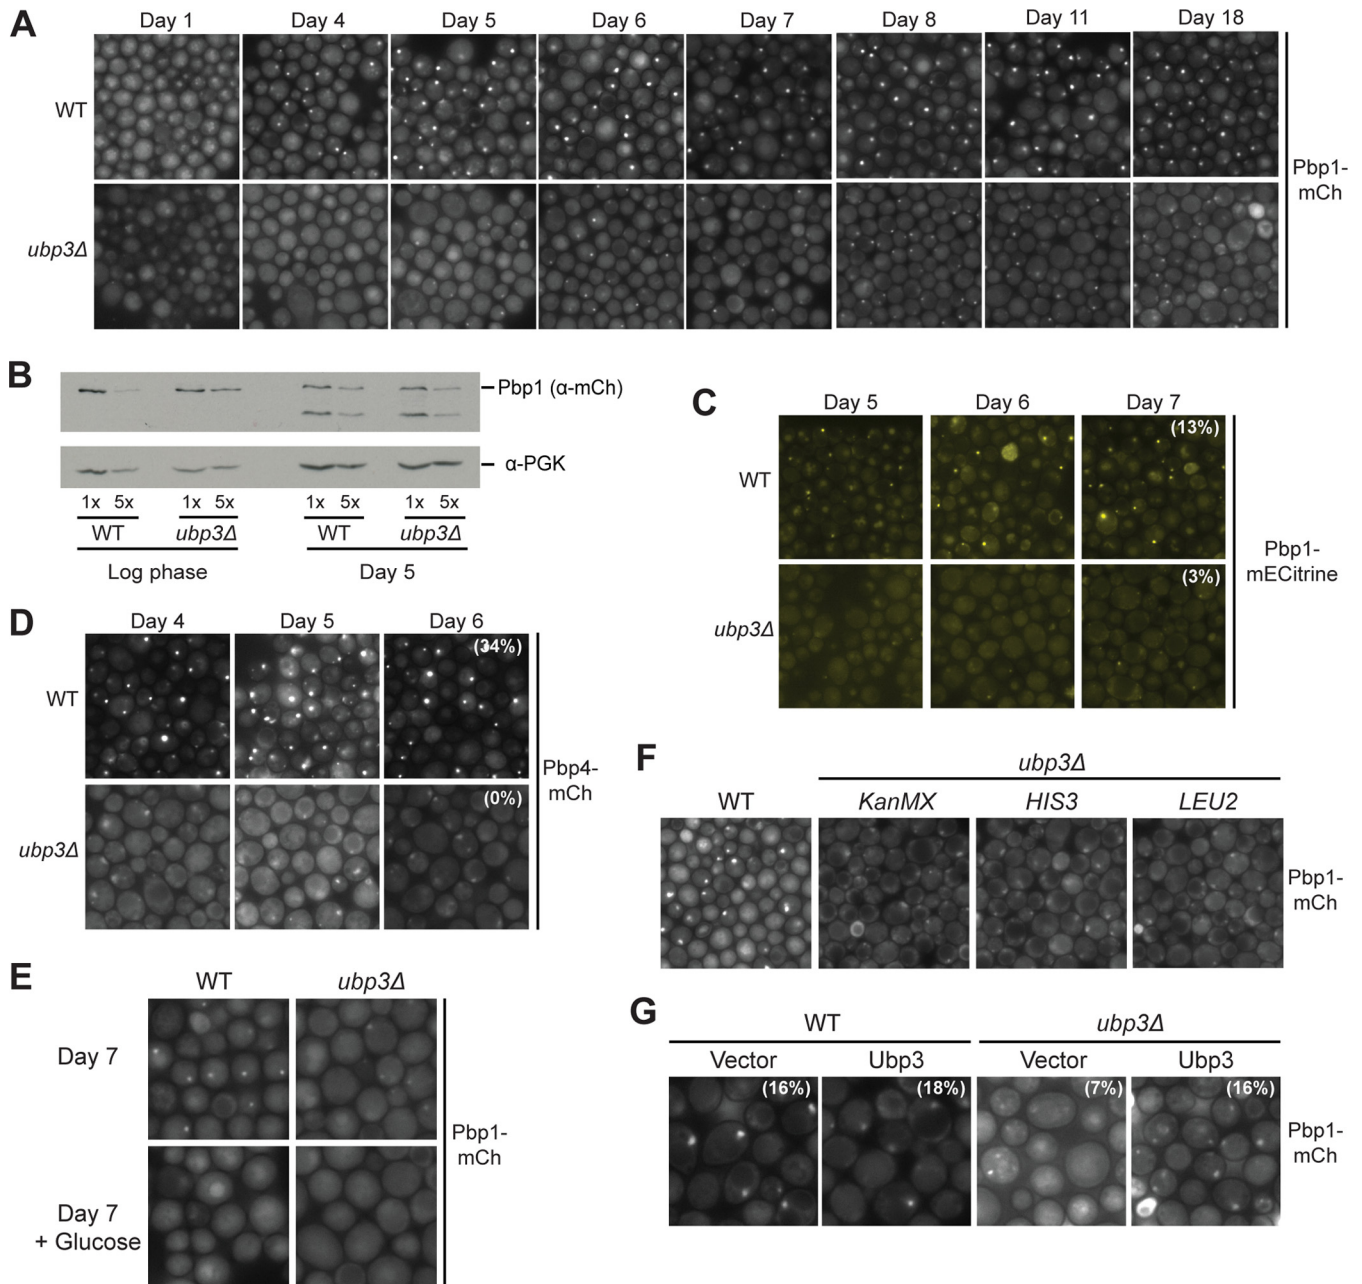 A
Day 1 Day 4 Day 5 Day 6 Day 7 Day 8 Day 11 Day 18
WT
ubp3Δ
Pbp1-
mCh
B
Pbp1 (α-mCh)
α-PGK
1x 5x 1x 5x 1x 5x 1x 5x
WT ubp3Δ WT ubp3Δ
Log phase Day 5
C
Day 5 Day 6 Day 7
WT
(13%)
ubp3Δ
(3%)
Pbp1-
mECitrine
D
Day 4 Day 5 Day 6
WT
(34%)
ubp3Δ
(0%)
Pbp4-
mCh
E
WT ubp3Δ
Day 7
Day 7
+ Glucose
Pbp1-
mCh
F
ubp3Δ
WT KanMX HIS3 LEU2
Pbp1-
mCh
G
WT ubp3Δ
Vector Ubp3 Vector Ubp3
(16%) (18%) (7%) (16%)
Pbp1-
mCh